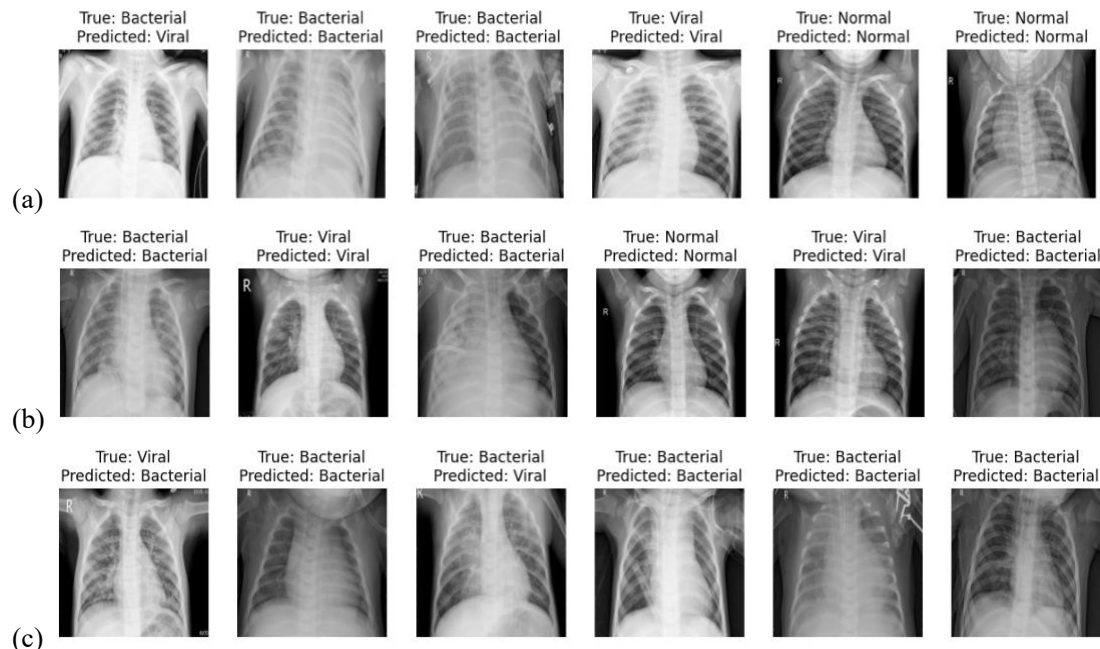 True: Bacterial True: Bacterial True: Bacterial True: Viral True: Normal True: Normal
Predicted: Viral Predicted: Bacterial Predicted: Bacterial Predicted: Viral Predicted: Normal Predicted: Normal
R R R R
(a)
True: Bacterial True: Viral True: Bacterial True: Normal True: Viral True: Bacterial
Predicted: Bacterial Predicted: Viral Predicted: Bacterial Predicted: Normal Predicted: Viral Predicted: Bacterial
R R R R R R
(b)
True: Viral True: Bacterial True: Bacterial True: Bacterial True: Bacterial True: Bacterial
Predicted: Bacterial Predicted: Bacterial Predicted: Viral Predicted: Bacterial Predicted: Bacterial Predicted: Bacterial
R R R R R R
(c)